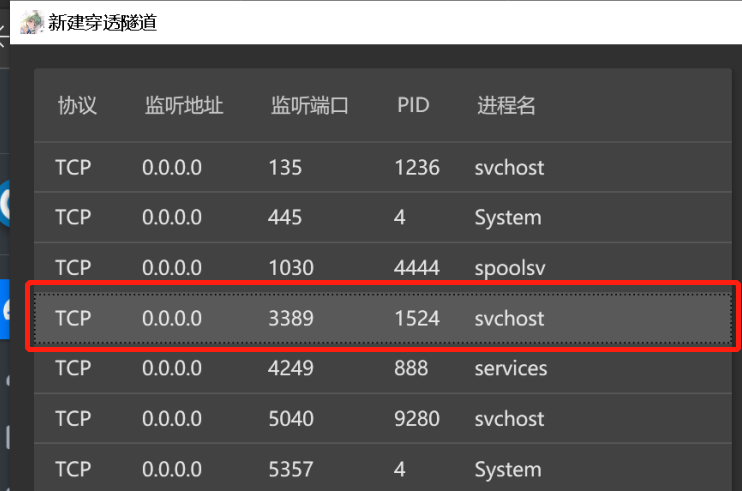 新建穿透隧道
协议 监听地址 监听端口 PID 进程名
TCP 0.0.0.0 135 1236 svchost
TCP 0.0.0.0 445 4 System
TCP 0.0.0.0 1030 4444 spoolsv
TCP 0.0.0.0 3389 1524 svchost
TCP 0.0.0.0 4249 888 services
TCP 0.0.0.0 5040 9280 svchost
TCP 0.0.0.0 5357 4 System